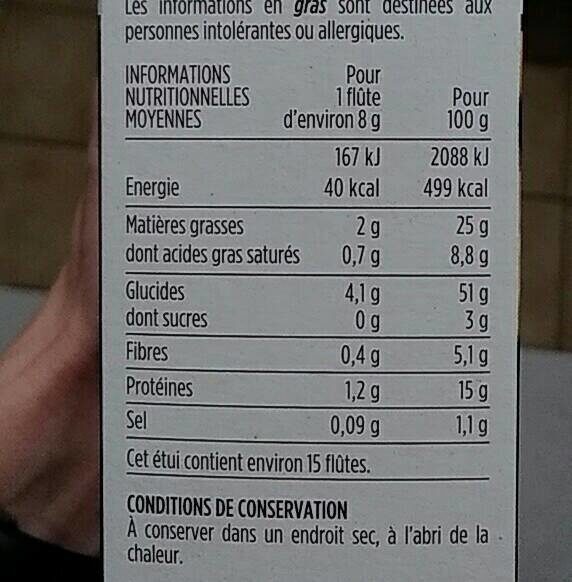 Les informations en gras sont destinées aux
personnes intolérantes ou allergiques.
INFORMATIONS Pour
NUTRITIONNELLES 1 flûte Pour
MOYENNES d'environ 8 g 100 g
167 kJ 2088 kJ
Energie 40 kcal 499 kcal
Matières grasses 2 g 25 g
dont acides gras saturés 0,7 g 8,8 g
Glucides 4,1 g 51 g
dont sucres 0 g 3 g
Fibres 0,4 g 5,1 g
Protéines 1,2 g 15 g
Sel 0,09 g 1,1 g
Cet étui contient environ 15 flûtes.
CONDITIONS DE CONSERVATION
À conserver dans un endroit sec, à l'abri de la
chaleur.